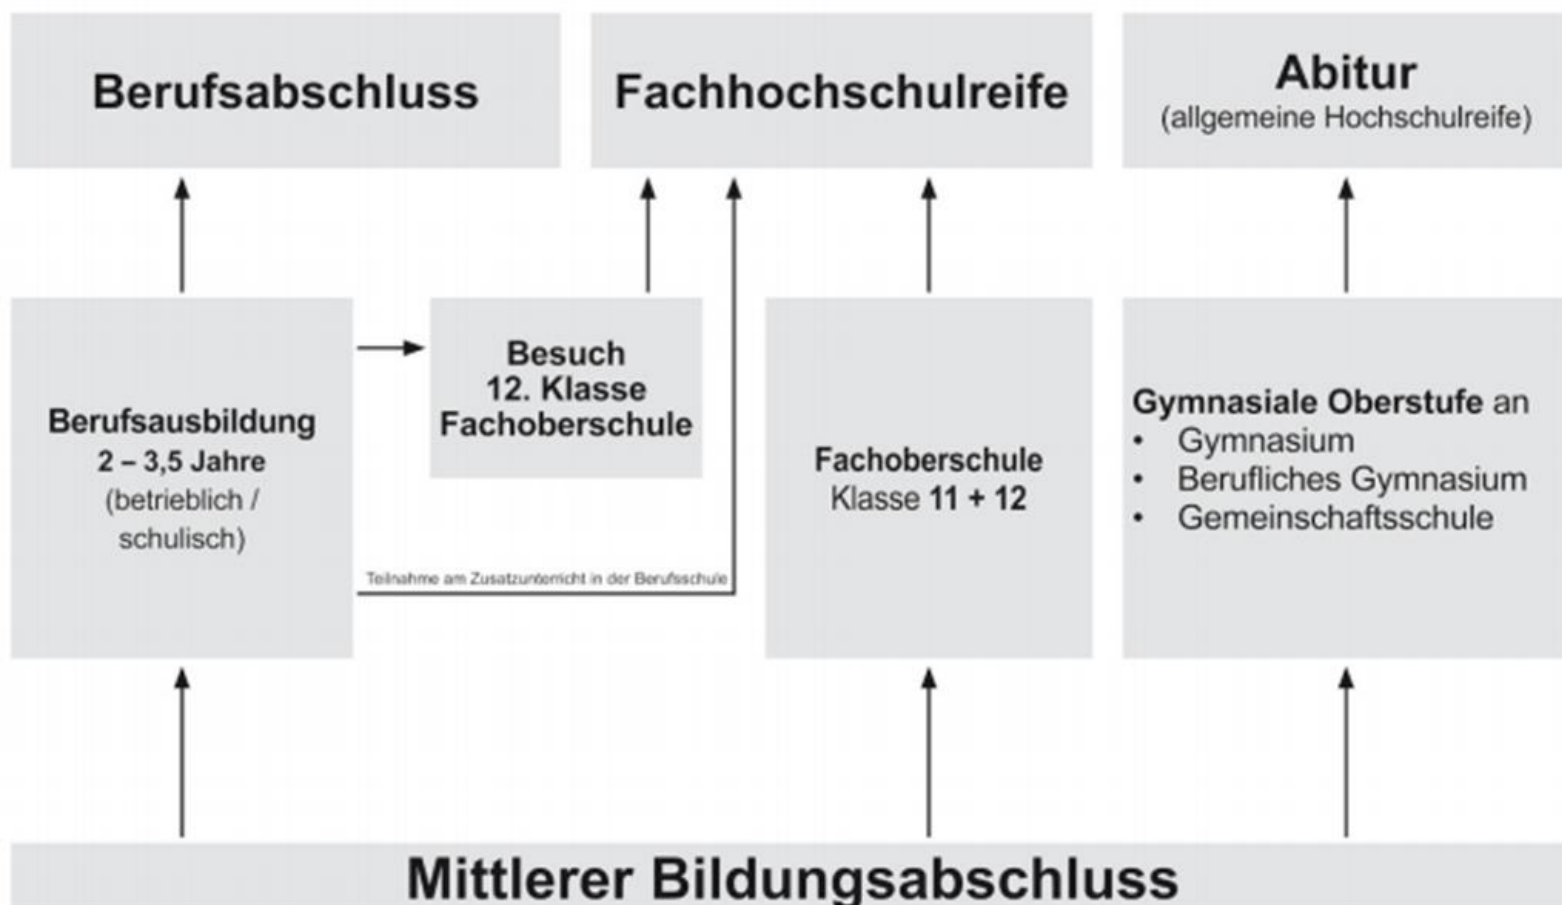 Berufsabschluss
Fachhochschulreife
Abitur
(allgemeine Hochschulreife)
Berufsausbildung
2 – 3,5 Jahre
(betrieblich /
schulisch)
Besuch
12. Klasse
Fachoberschule
Teilnahme am Zusatzunterricht in der Berufsschule
Fachoberschule
Klasse 11 + 12
Gymnasiale Oberstufe an
• Gymnasium
• Berufliches Gymnasium
• Gemeinschaftsschule
Mittlerer Bildungsabschluss